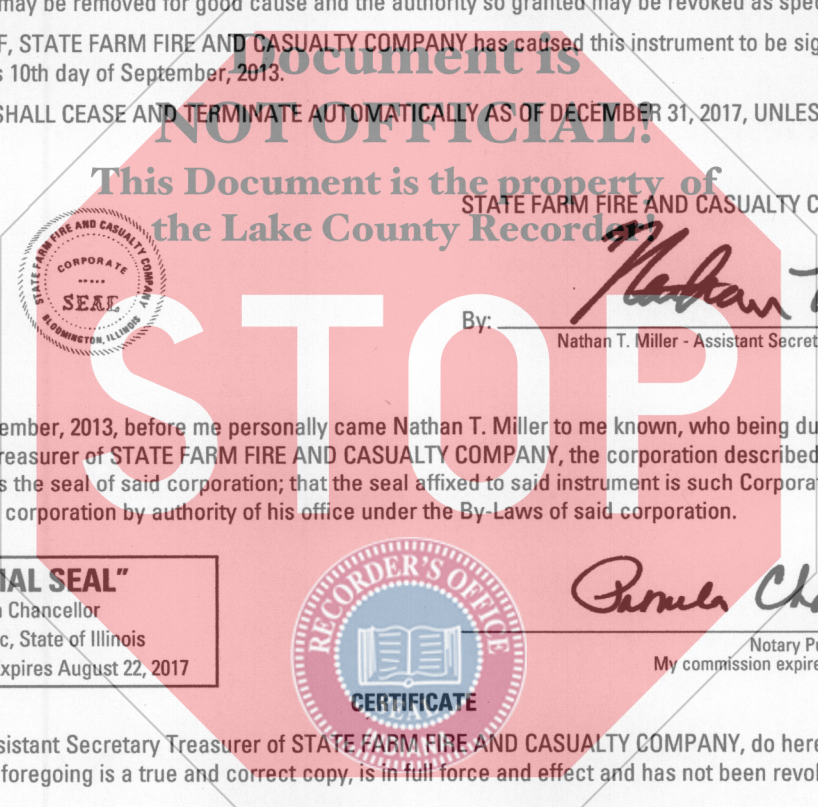 may be removed for good cause and the authority so granted may be revoked as spec
F, STATE FARM FIRE AND CASUALTY COMPANY has caused this instrument to be sig
s 10th day of September, 2013.
Document is
SHALL CEASE AND TERMINATE AUTOMATICALLY AS OF DECEMBER 31, 2017, UNLES
NOT OFFICIAL!
This Document is the property of
the Lake County Recorder!
STATE FARM FIRE AND CASUALTY C
STATE FARM FIRE AND CASUALTY COMPANY
CORPORATE
SEAL
BLOOMINGTON, ILLINOIS
STOP
By:
Nathan T.
Nathan T. Miller - Assistant Secret
ember, 2013, before me personally came Nathan T. Miller to me known, who being du
reasurer of STATE FARM FIRE AND CASUALTY COMPANY, the corporation described
s the seal of said corporation; that the seal affixed to said instrument is such Corpora
corporation by authority of his office under the By-Laws of said corporation.
IAL SEAL"
Chancellor
c, State of Illinois
xpires August 22, 2017
RECORDER'S OFFICE
SEAL
Pamela Cha
Notary Pu
My commission expire
CERTIFICATE
sistant Secretary Treasurer of STATE FARM FIRE AND CASUALTY COMPANY, do here
foregoing is a true and correct copy, is in full force and effect and has not been revol